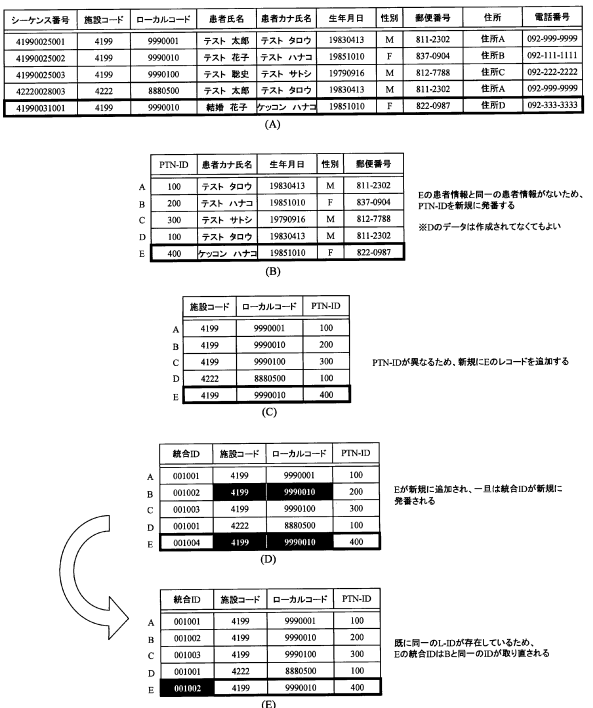 シーケンス番号 施設コード ローカルコード 患者氏名 患者カナ氏名 生年月日 性別 郵便番号 住所 電話番号
41990025001 4199 9990001 テスト 太郎 テスト タロウ 19830413 M 811-2302 住所A 092-999-9999
41990025002 4199 9990010 テスト 花子 テスト ハナコ 19851010 F 837-0904 住所B 092-111-1111
41990025003 4199 9990100 テスト 聡史 テスト サトシ 19790916 M 812-7788 住所C 092-222-2222
42220028003 4222 8880500 テスト 太郎 テスト タロウ 19830413 M 811-2302 住所A 092-999-9999
41990031001 4199 9990010 結婚 花子 ケッコン ハナコ 19851010 F 822-0987 住所D 092-333-3333
(A)
PTN-ID 患者カナ氏名 生年月日 性別 郵便番号
A 100 テスト タロウ 19830413 M 811-2302
B 200 テスト ハナコ 19851010 F 837-0904
C 300 テスト サトシ 19790916 M 812-7788
D 100 テスト タロウ 19830413 M 811-2302
E 400 ケッコン ハナコ 19851010 F 822-0987
(B)
Eの患者情報と同一の患者情報がないため、
PTN-IDを新規に発番する
※Dのデータは作成されてなくてもよい
施設コード ローカルコード PTN-ID
A 4199 9990001 100
B 4199 9990010 200
C 4199 9990100 300
D 4222 8880500 100
E 4199 9990010 400
(C)
PTN-IDが異なるため、新規にEのレコードを追加する
統合ID 施設コード ローカルコード PTN-ID
A 001001 4199 9990001 100
B 001002 4199 9990010 200
C 001003 4199 9990100 300
D 001001 4222 8880500 100
E 001004 4199 9990010 400
(D)
Eが新規に追加され、一旦は統合IDが新規に
発番される
統合ID 施設コード ローカルコード PTN-ID
A 001001 4199 9990001 100
B 001002 4199 9990010 200
C 001003 4199 9990100 300
D 001001 4222 8880500 100
E 001002 4199 9990010 400
(E)
既に同一のL-IDが存在しているため、
Eの統合IDはBと同一のIDが取り直される